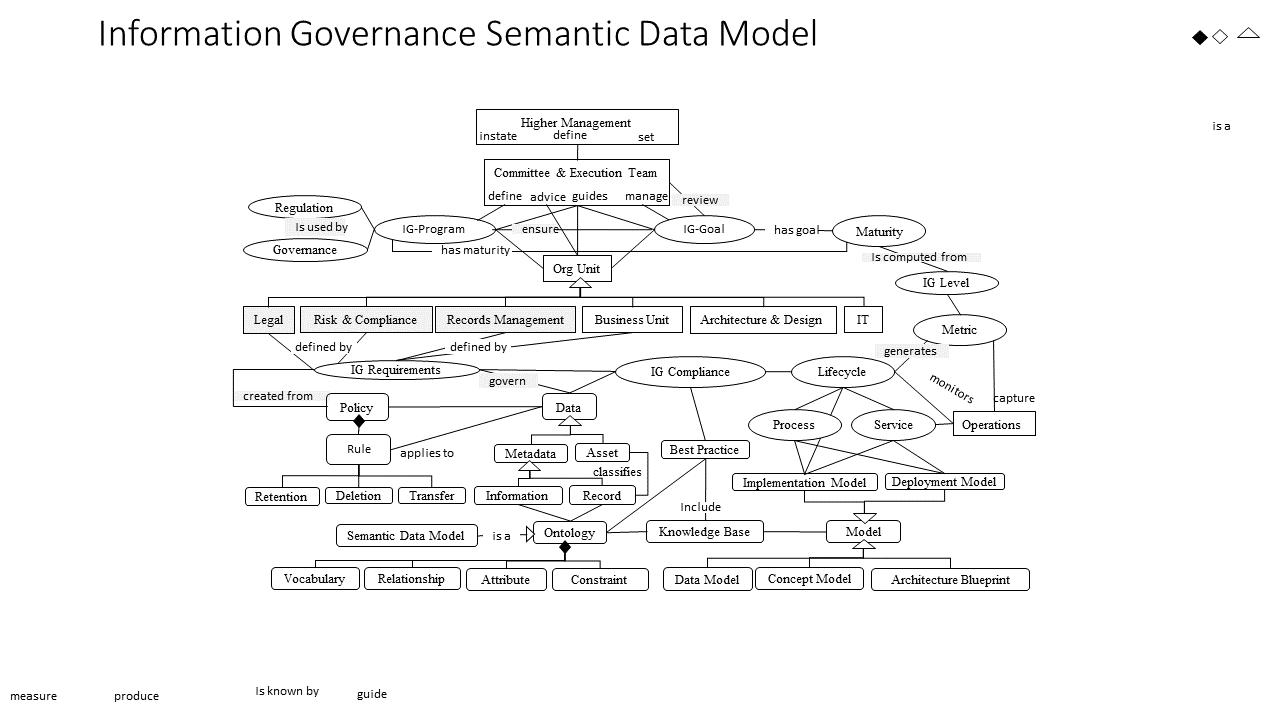 Information Governance Semantic Data Model
is a
Higher Management
instate define set
Committee & Execution Team
define advice guides manage
review
Regulation
Is used by
Governance
IG-Program
ensure
IG-Goal
has goal
Maturity
has maturity
Is computed from
Org Unit
IG Level
Legal
Risk & Compliance
Records Management
Business Unit
Architecture & Design
IT
Metric
defined by
defined by
generates
IG Requirements
govern
IG Compliance
Lifecycle
monitors
capture
created from
Policy
Data
Process
Service
Operations
Rule
applies to
Metadata
Asset
classifies
Best Practice
Implementation Model
Deployment Model
Retention
Deletion
Transfer
Information
Record
Include
Semantic Data Model
is a
Ontology
Knowledge Base
Model
Vocabulary
Relationship
Attribute
Constraint
Data Model
Concept Model
Architecture Blueprint
measure
produce
Is known by
guide